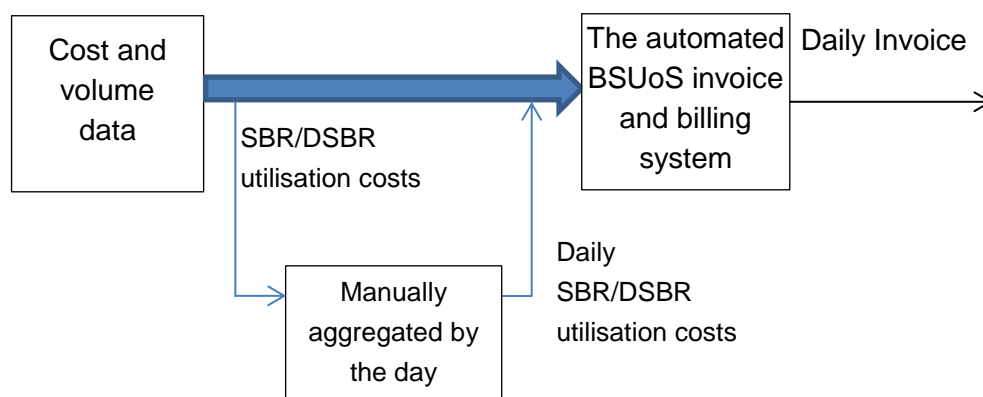 Cost and
volume
data
SBR/DSBR
utilisation costs
The automated
BSUoS invoice
and billing
system
Daily Invoice
Manually
aggregated by
the day
Daily
SBR/DSBR
utilisation costs